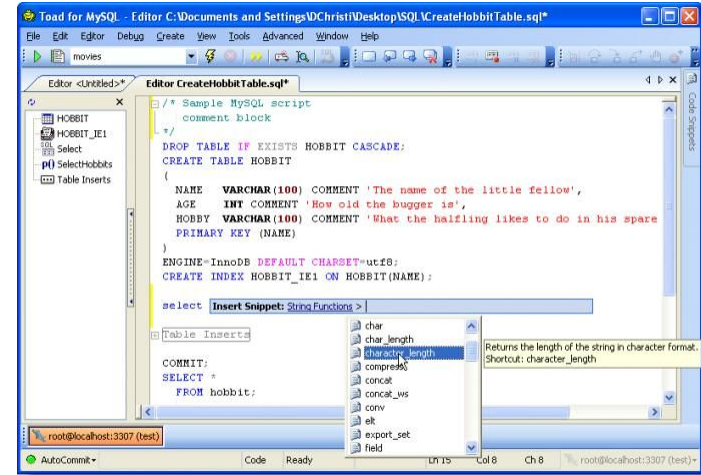 Toad for MySQL - Editor C:\Documents and Settings\DChristi\Desktop\SQL\CreateHobbitTable.sql*
File Edit Editor Debug Create View Tools Advanced Window Help
movies
Editor <Untitled>* Editor CreateHobbitTable.sql*
Code Snippets
HOBBIT
HOBBIT_IE1
SQL Select
p() SelectHobbits
Table Inserts
/* Sample MySQL script
comment block
*/
DROP TABLE IF EXISTS HOBBIT CASCADE;
CREATE TABLE HOBBIT
(
NAME VARCHAR(100) COMMENT 'The name of the little fellow',
AGE INT COMMENT 'How old the bugger is',
HOBBY VARCHAR(100) COMMENT 'What the halfling likes to do in his spare
PRIMARY KEY (NAME)
)
ENGINE=InnoDB DEFAULT CHARSET=utf8;
CREATE INDEX HOBBIT_IE1 ON HOBBIT(NAME);
select Insert Snippet: String Functions >
Table Inserts
COMMIT;
SELECT *
FROM hobbit;
char
char_length
character_length
compress
concat
concat_ws
conv
elt
export_set
field
Returns the length of the string in character format.
Shortcut: character_length
root@localhost:3307 (test)
AutoCommit Code Ready Ln 15 Col 8 Ch 8 root@localhost:3307 (test)